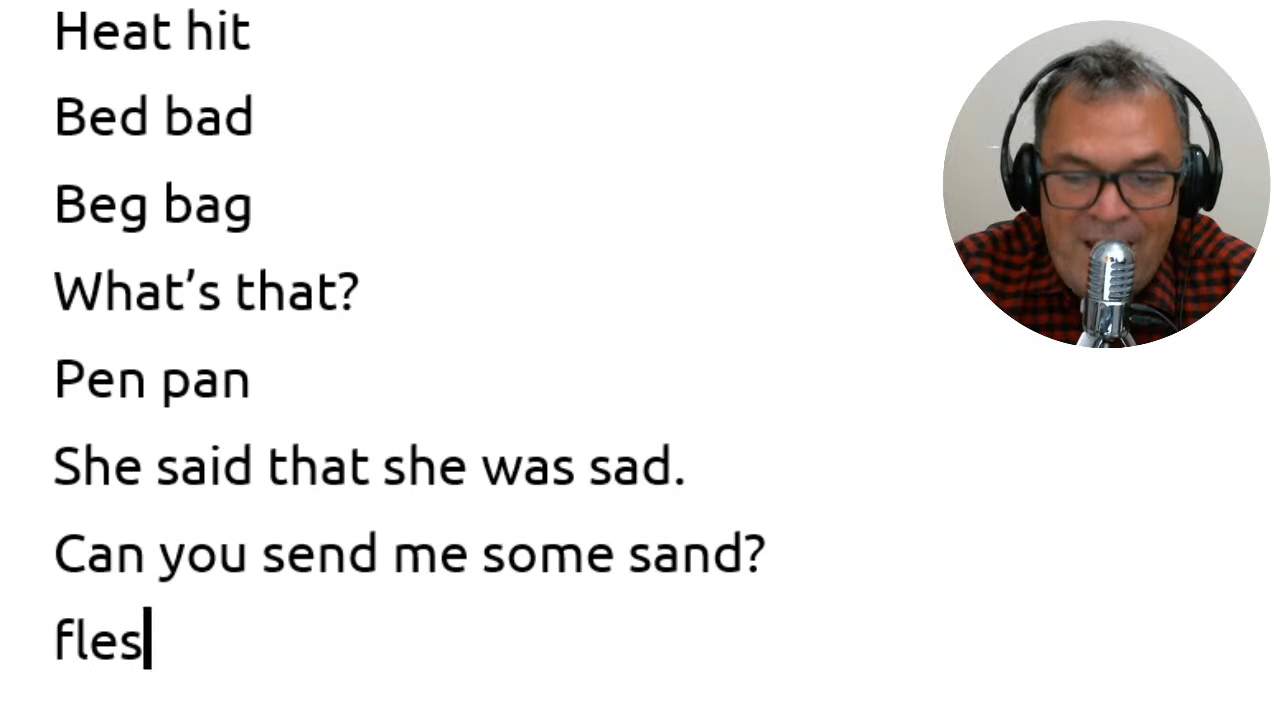 Heat hit
Bed bad
Beg bag
What’s that?
Pen pan
She said that she was sad.
Can you send me some sand?
fles